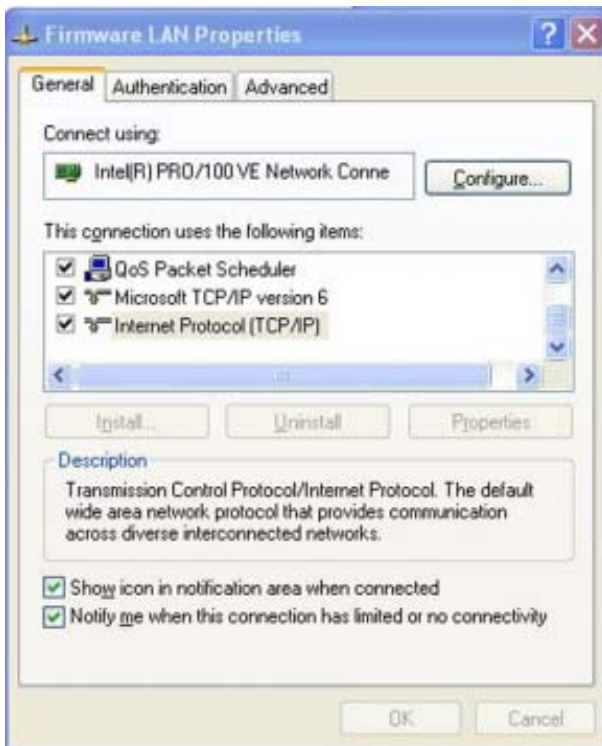 Firmware LAN Properties
General Authentication Advanced
Connect using:
Intel(R) PRO/100 VE Network Conne
Configure...
This connection uses the following items:
QoS Packet Scheduler
Microsoft TCP/IP version 6
Internet Protocol (TCP/IP)
Install... Uninstall Properties
Description
Transmission Control Protocol/Internet Protocol. The default
wide area network protocol that provides communication
across diverse interconnected networks.
Show icon in notification area when connected
Notify me when this connection has limited or no connectivity
OK Cancel